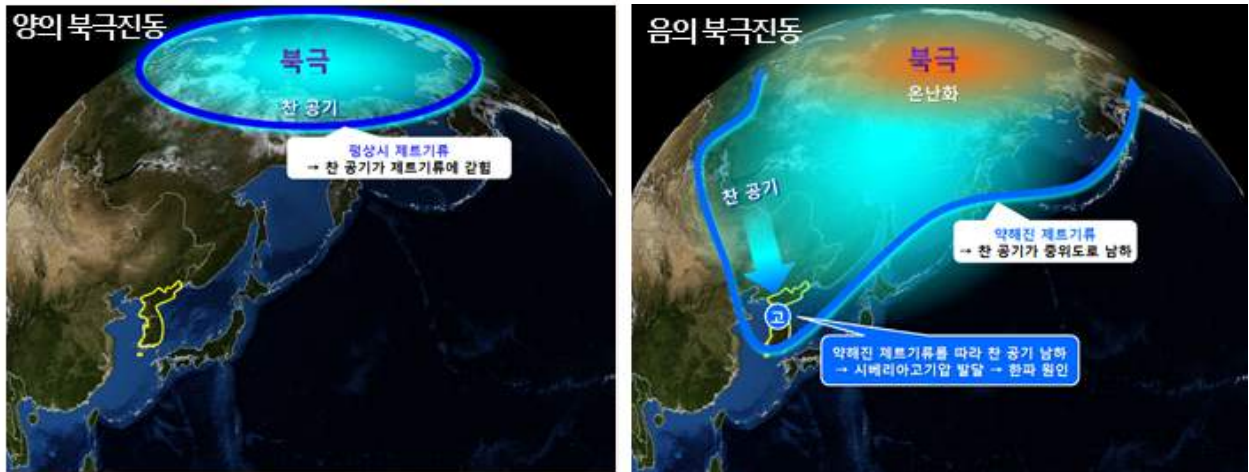 양의 북극진동
북극
찬 공기
평상시 제트기류
→ 찬 공기가 제트기류에 갇힘
음의 북극진동
북극
온난화
찬 공기
약해진 제트기류
→ 찬 공기가 중위도로 남하
고
약해진 제트기류를 따라 찬 공기 남하
→ 시베리아고기압 발달 → 한파 원인